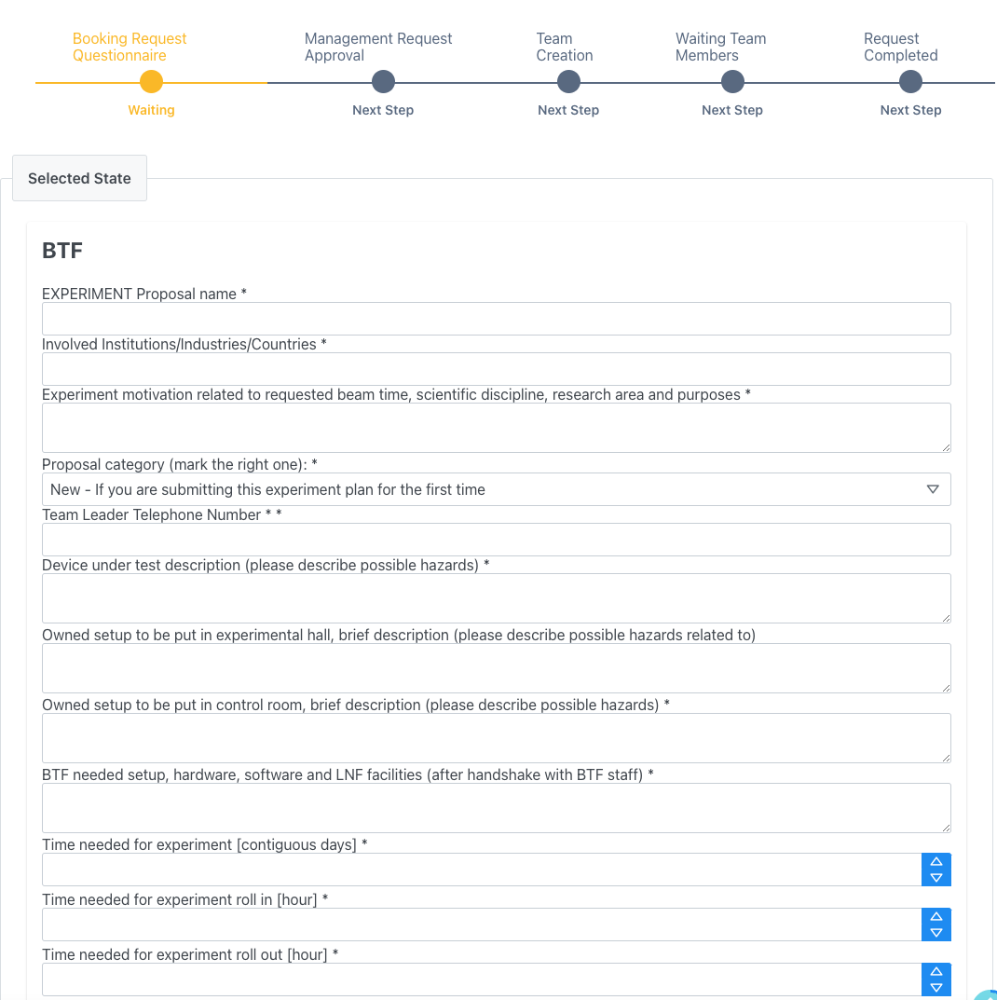 Booking Request
Questionnaire
Management Request
Approval
Team
Creation
Waiting Team
Members
Request
Completed
Waiting
Next Step
Next Step
Next Step
Next Step
Selected State
BTF
EXPERIMENT Proposal name *
Involved Institutions/Industries/Countries *
Experiment motivation related to requested beam time, scientific discipline, research area and purposes *
Proposal category (mark the right one): *
New - If you are submitting this experiment plan for the first time
Team Leader Telephone Number * *
Device under test description (please describe possible hazards) *
Owned setup to be put in experimental hall, brief description (please describe possible hazards related to)
Owned setup to be put in control room, brief description (please describe possible hazards) *
BTF needed setup, hardware, software and LNF facilities (after handshake with BTF staff) *
Time needed for experiment [contiguous days] *
Time needed for experiment roll in [hour] *
Time needed for experiment roll out [hour] *